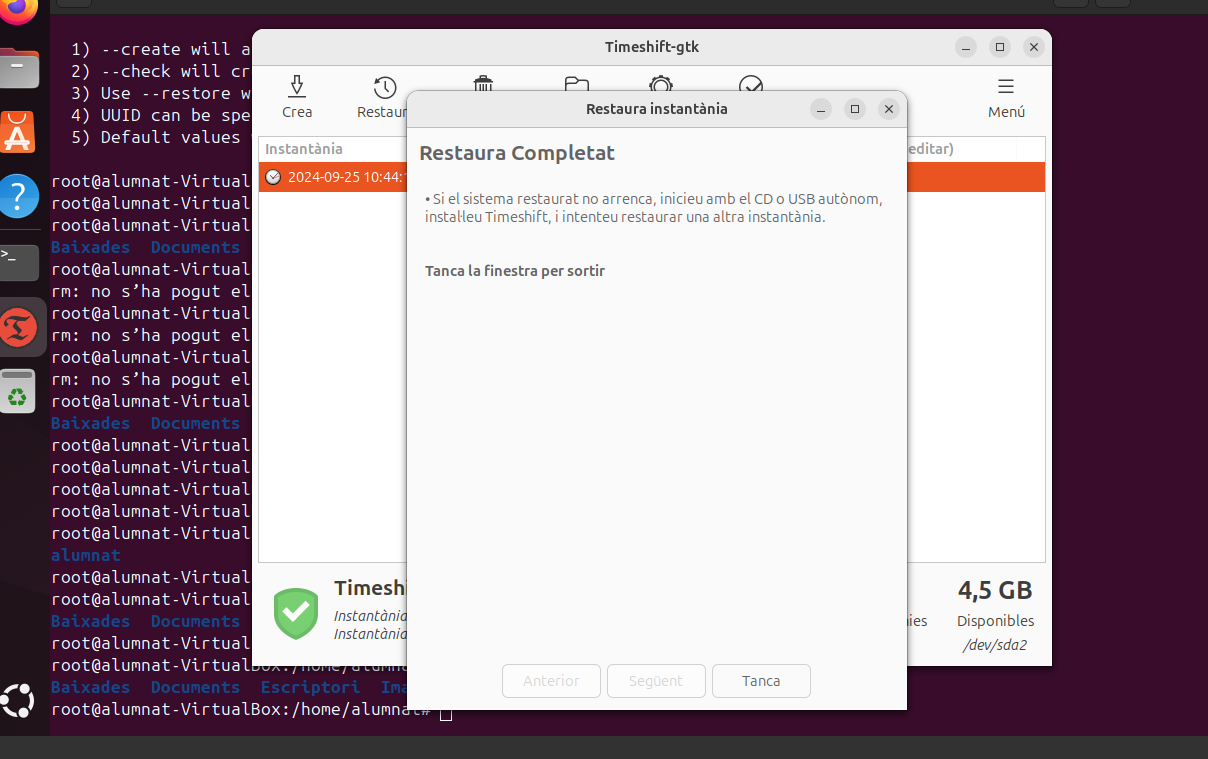 1) --create will a
2) --check will cr
3) Use --restore w
4) UUID can be spe
5) Default values
root@alumnat-Virtual
root@alumnat-Virtual
root@alumnat-Virtual
Baixades Documents
root@alumnat-Virtual
rm: no s’ha pogut el
root@alumnat-Virtual
rm: no s’ha pogut el
root@alumnat-Virtual
rm: no s’ha pogut el
root@alumnat-Virtual
Baixades Documents
root@alumnat-Virtual
root@alumnat-Virtual
root@alumnat-Virtual
root@alumnat-Virtual
root@alumnat-Virtual
alumnat
root@alumnat-Virtual
root@alumnat-Virtual
Baixades Documents
root@alumnat-Virtual
root@alumnat-VirtualBox:/home/alumna
Baixades Documents Escriptori Ima
root@alumnat-VirtualBox:/home/alumnat#
Timeshift-gtk
Crea
Restaur
Menú
Instantània
editar)
2024-09-25 10:44:1
Timeshi
Instantània
Instantània
4,5 GB
Disponibles
/dev/sda2
Restaura instantània
Restaura Completat
• Si el sistema restaurat no arrenca, inicieu amb el CD o USB autònom,
instal·leu Timeshift, i intenteu restaurar una altra instantània.
Tanca la finestra per sortir
Anterior
Següent
Tanca